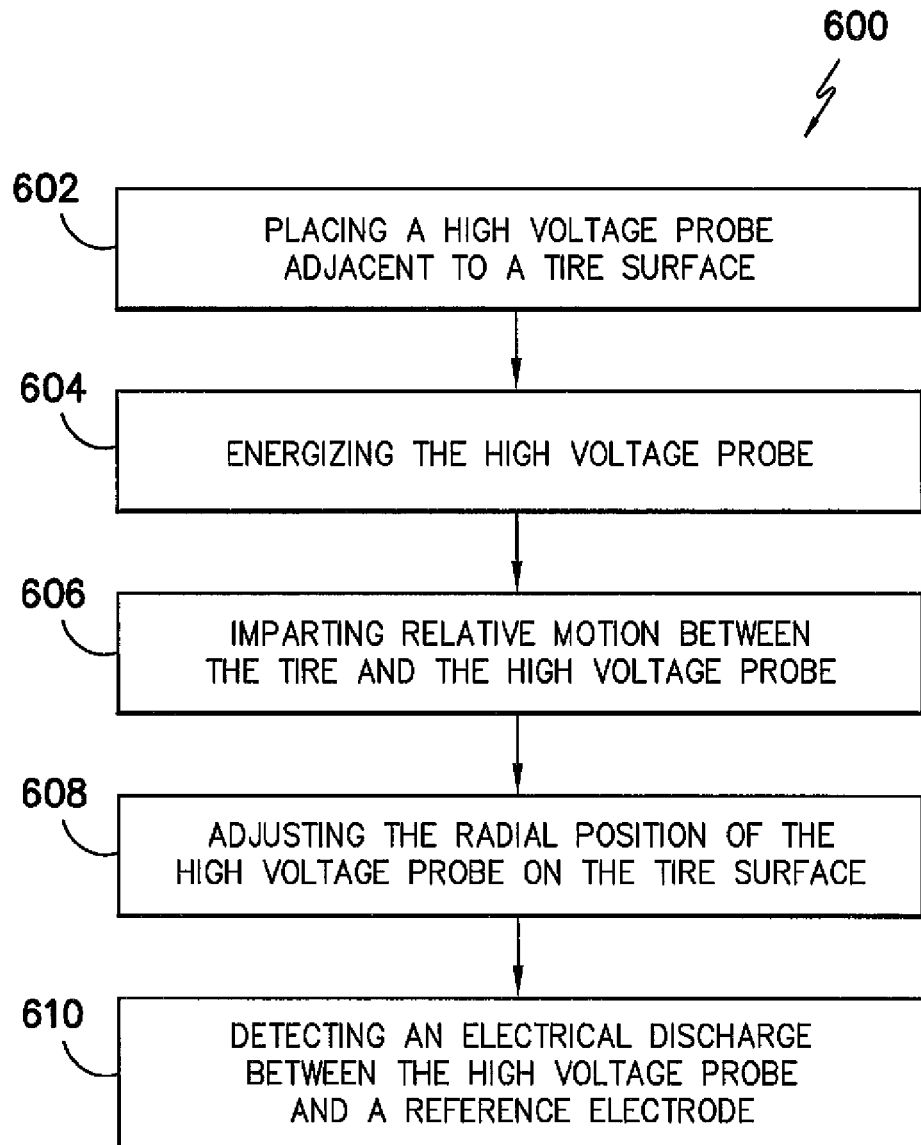 600
602
PLACING A HIGH VOLTAGE PROBE
ADJACENT TO A TIRE SURFACE
604
ENERGIZING THE HIGH VOLTAGE PROBE
606
IMPARTING RELATIVE MOTION BETWEEN
THE TIRE AND THE HIGH VOLTAGE PROBE
608
ADJUSTING THE RADIAL POSITION OF THE
HIGH VOLTAGE PROBE ON THE TIRE SURFACE
610
DETECTING AN ELECTRICAL DISCHARGE
BETWEEN THE HIGH VOLTAGE PROBE
AND A REFERENCE ELECTRODE